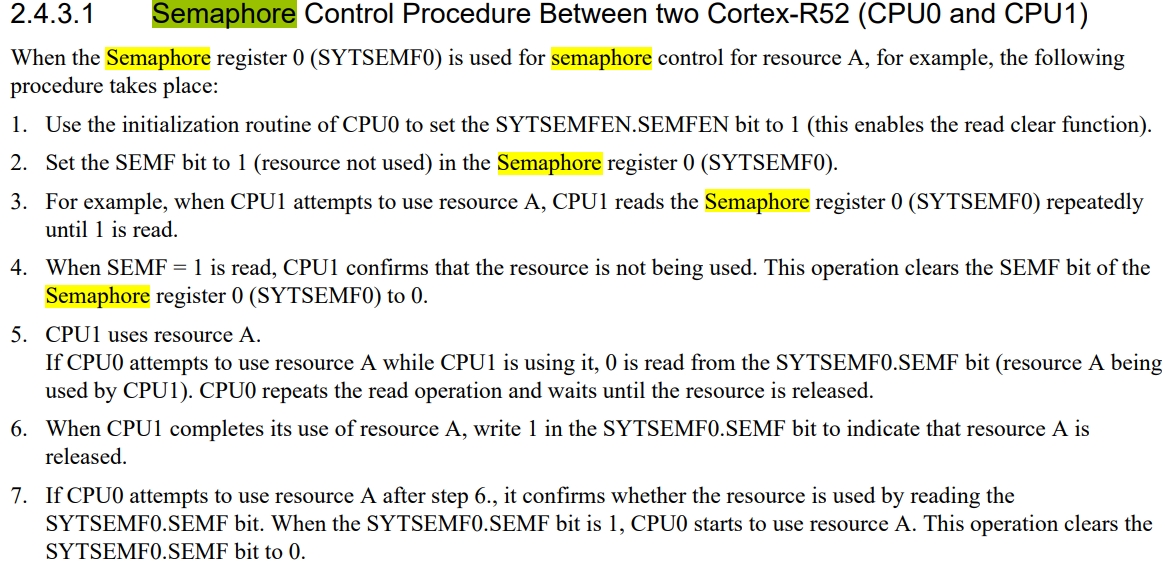 2.4.3.1 Semaphore Control Procedure Between two Cortex-R52 (CPU0 and CPU1)
When the Semaphore register 0 (SYTSEMF0) is used for semaphore control for resource A, for example, the following
procedure takes place:
1. Use the initialization routine of CPU0 to set the SYTSEMFEN.SEMFEN bit to 1 (this enables the read clear function).
2. Set the SEMF bit to 1 (resource not used) in the Semaphore register 0 (SYTSEMF0).
3. For example, when CPU1 attempts to use resource A, CPU1 reads the Semaphore register 0 (SYTSEMF0) repeatedly
until 1 is read.
4. When SEMF = 1 is read, CPU1 confirms that the resource is not being used. This operation clears the SEMF bit of the
Semaphore register 0 (SYTSEMF0) to 0.
5. CPU1 uses resource A.
If CPU0 attempts to use resource A while CPU1 is using it, 0 is read from the SYTSEMF0.SEMF bit (resource A being
used by CPU1). CPU0 repeats the read operation and waits until the resource is released.
6. When CPU1 completes its use of resource A, write 1 in the SYTSEMF0.SEMF bit to indicate that resource A is
released.
7. If CPU0 attempts to use resource A after step 6., it confirms whether the resource is used by reading the
SYTSEMF0.SEMF bit. When the SYTSEMF0.SEMF bit is 1, CPU0 starts to use resource A. This operation clears the
SYTSEMF0.SEMF bit to 0.